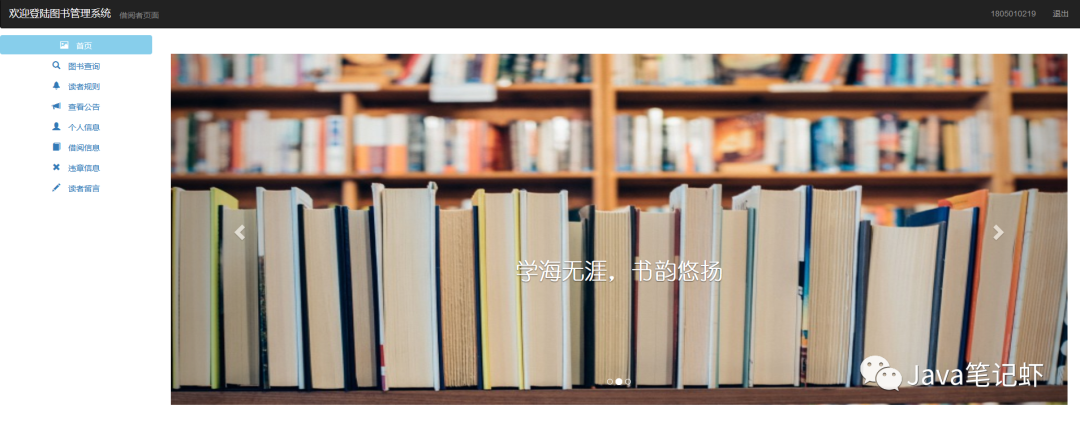 欢迎登陆图书管理系统 借阅者页面 1805010219 退出
首页
图书查询
读者规则
查看公告
个人信息
借阅信息
违章信息
读者留言
学海无涯，书韵悠扬
Java笔记虾